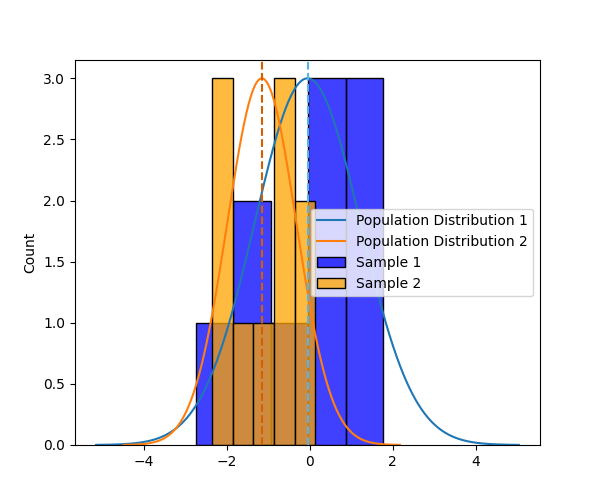 3.0
2.5
2.0
1.5
1.0
0.5
0.0
Count
Population Distribution 1
Population Distribution 2
Sample 1
Sample 2
−4
−2
0
2
4